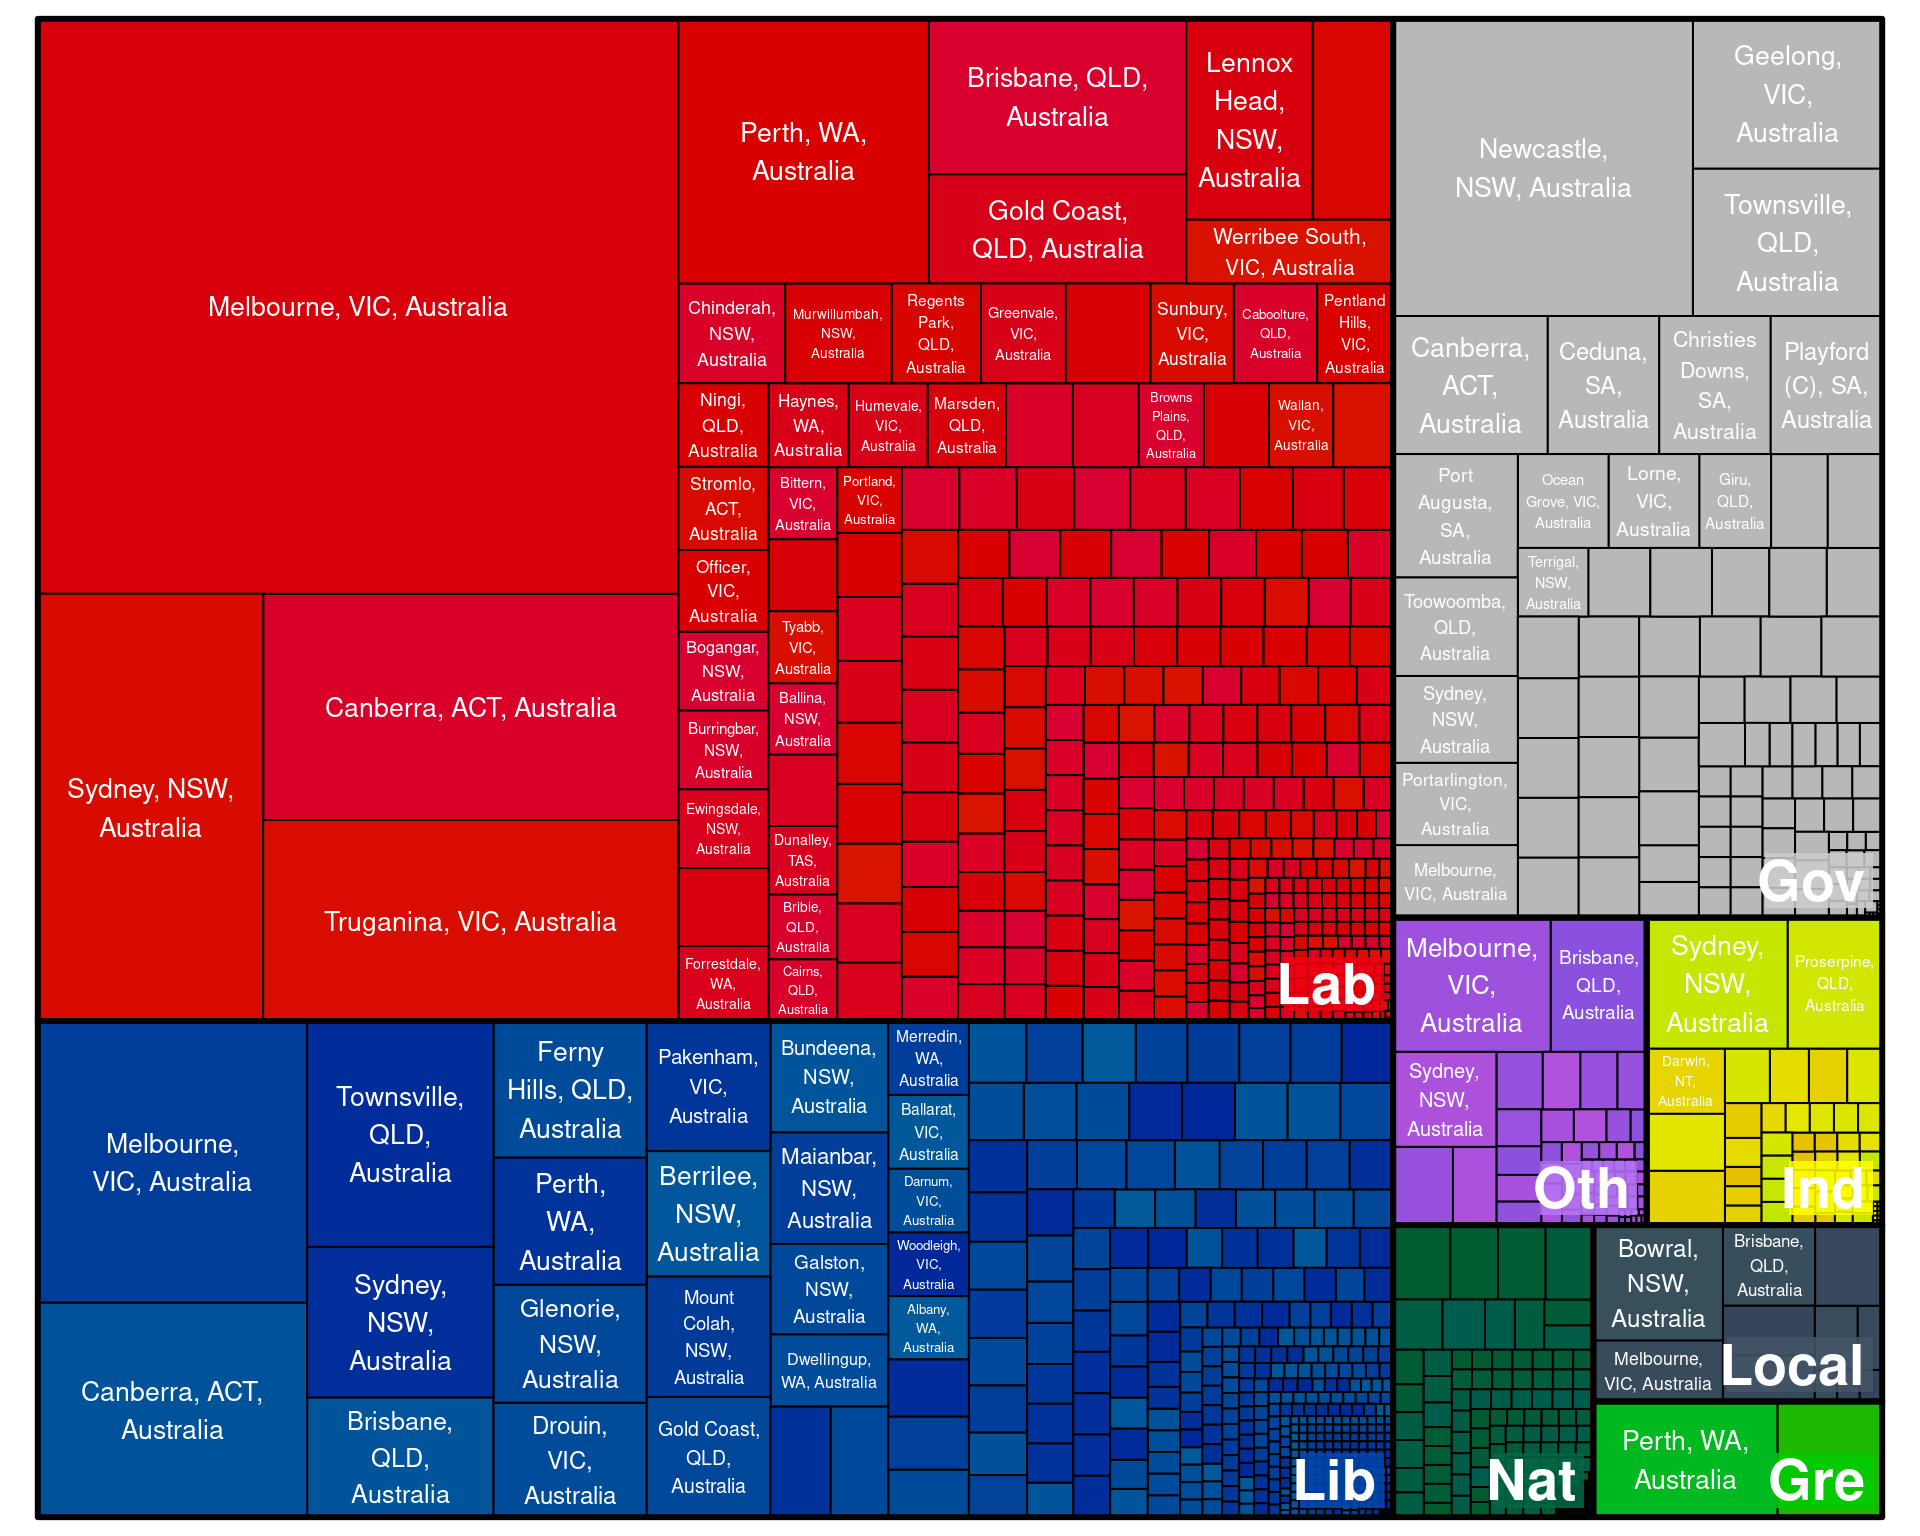 Melbourne, VIC, Australia
Sydney, NSW,
Australia
Canberra, ACT, Australia
Truganina, VIC, Australia
Perth, WA,
Australia
Brisbane, QLD,
Australia
Gold Coast,
QLD, Australia
Lennox
Head,
NSW,
Australia
Werribee South,
VIC, Australia
Chinderah,
NSW,
Australia
Murwillumbah,
NSW,
Australia
Regents
Park,
QLD,
Australia
Greenvale,
VIC,
Australia
Sunbury,
VIC,
Australia
Caboolture,
QLD,
Australia
Pentland
Hills,
VIC,
Australia
Ningi,
QLD,
Australia
Haynes,
WA,
Australia
Humevale,
VIC,
Australia
Marsden,
QLD,
Australia
Browns
Plains,
QLD,
Australia
Wallan,
VIC,
Australia
Stromlo,
ACT,
Australia
Bittern,
VIC,
Australia
Portland,
VIC,
Australia
Officer,
VIC,
Australia
Bogangar,
NSW,
Australia
Tyabb,
VIC,
Australia
Burringbar,
NSW,
Australia
Ballina,
NSW,
Australia
Ewingsdale,
NSW,
Australia
Dunalley,
TAS,
Australia
Bribie,
QLD,
Australia
Forrestdale,
WA,
Australia
Cairns,
QLD,
Australia
Lab
Newcastle,
NSW, Australia
Geelong,
VIC,
Australia
Townsville,
QLD,
Australia
Canberra,
ACT,
Australia
Ceduna,
SA,
Australia
Christies
Downs,
SA,
Australia
Playford
(C), SA,
Australia
Port
Augusta,
SA,
Australia
Ocean
Grove, VIC,
Australia
Lorne,
VIC,
Australia
Giru,
QLD,
Australia
Terrigal,
NSW,
Australia
Toowoomba,
QLD,
Australia
Sydney,
NSW,
Australia
Portarlington,
VIC,
Australia
Melbourne,
VIC, Australia
Gov
Melbourne,
VIC,
Australia
Brisbane,
QLD,
Australia
Sydney,
NSW,
Australia
Oth
Sydney,
NSW,
Australia
Proserpine,
QLD,
Australia
Darwin,
NT,
Australia
Ind
Melbourne,
VIC, Australia
Canberra, ACT,
Australia
Townsville,
QLD,
Australia
Sydney,
NSW,
Australia
Brisbane,
QLD,
Australia
Ferny
Hills, QLD,
Australia
Perth,
WA,
Australia
Glenorie,
NSW,
Australia
Drouin,
VIC,
Australia
Pakenham,
VIC,
Australia
Berrilee,
NSW,
Australia
Mount
Colah,
NSW,
Australia
Gold Coast,
QLD,
Australia
Bundeena,
NSW,
Australia
Maianbar,
NSW,
Australia
Galston,
NSW,
Australia
Dwellingup,
WA, Australia
Merredin,
WA,
Australia
Ballarat,
VIC,
Australia
Darnum,
VIC,
Australia
Woodleigh,
VIC,
Australia
Albany,
WA,
Australia
Lib
Nat
Bowral,
NSW,
Australia
Brisbane,
QLD,
Australia
Melbourne,
VIC, Australia
Local
Perth, WA,
Australia
Gre